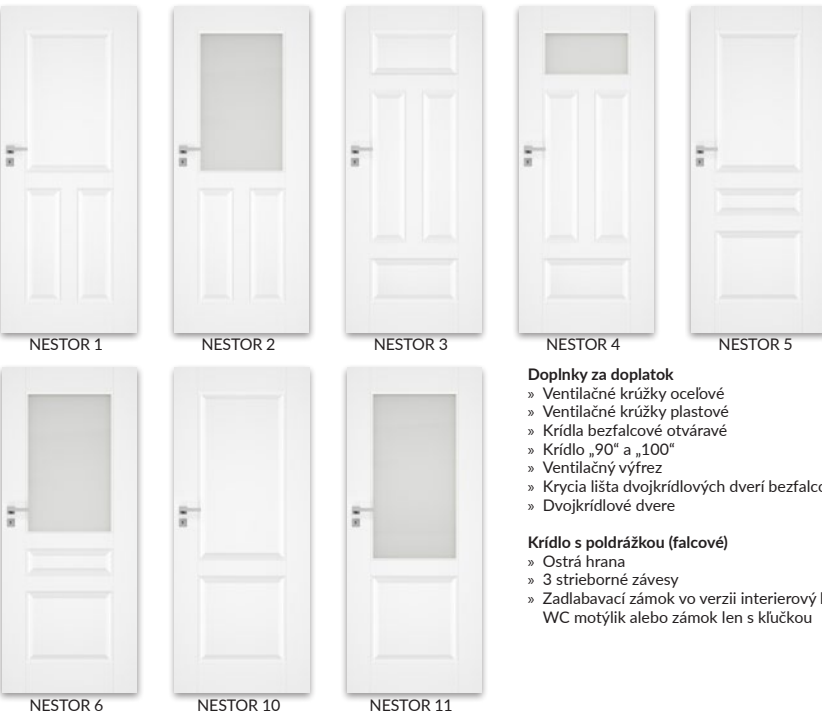 NESTOR 1
NESTOR 2
NESTOR 3
NESTOR 4
NESTOR 5
Doplnky za doplatok
» Ventilačné krúžky oceľové
» Ventilačné krúžky plastové
» Krídla bezfalcové otváravé
» Krídlo „90“ a „100“
» Ventilačný výfrez
» Krycia lišta dvojkrídlových dverí
» Dvojkrídlové dvere
Krídlo s poldrážkou (falcové)
» Ostrá hrana
» 3 strieborné závesy
» Zadlabavací zámok vo verzii interierový
WC motýlik alebo zámok len s kľučkou
NESTOR 6
NESTOR 10
NESTOR 11